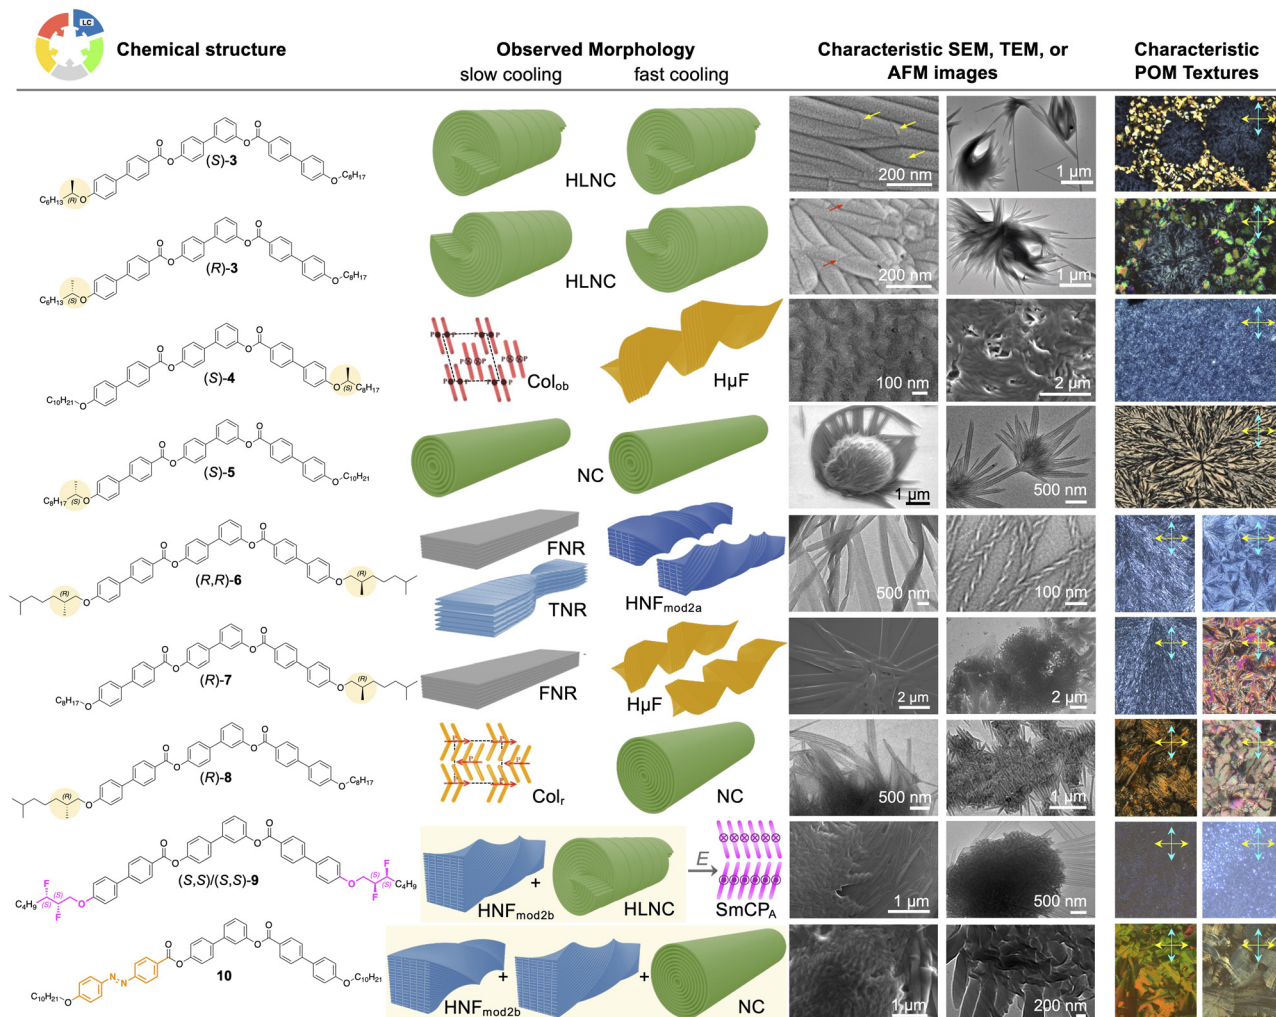 LC
Chemical structure
Observed Morphology
Characteristic SEM, TEM, or
AFM images
Characteristic
POM Textures
slow cooling
fast cooling
O
O
O
O
(S)-3
C6H13
(R)
O
O
C8H17
HLNC
200 nm
1 µm
O
O
O
O
(R)-3
C6H13
(S)
O
O
C8H17
HLNC
200 nm
1 µm
O
O
O
O
(S)-4
C10H21
O
O
(S)
C8H17
P
P
P
P
P
P
P
P
P
P
Colob
HµF
100 nm
2 µm
O
O
O
O
(S)-5
C8H17
(S)
O
O
C10H21
NC
1 µm
500 nm
O
O
O
O
(R,R)-6
(R)
O
O
(R)
FNR
TNR
HNFmod2a
500 nm
100 nm
O
O
O
O
(R)-7
C8H17
O
O
(R)
FNR
HµF
2 µm
2 µm
O
O
O
O
(R)-8
(R)
O
O
C8H17
P
P
P
Colr
NC
500 nm
1 µm
O
O
O
O
(S,S)/(S,S)-9
F
(S)
(S)
C4H9
F
O
O
F
(S)
(S)
C4H9
F
HNFmod2b
+
HLNC
E
SmCPA
1 µm
500 nm
O
O
O
O
10
N
N
C10H21
O
O
C10H21
HNFmod2b
+
+
NC
1 µm
200 nm